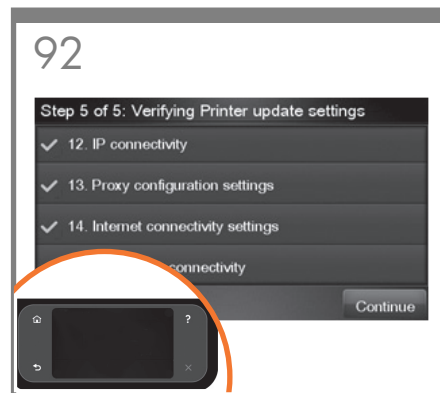 92
Step 5 of 5: Verifying Printer update settings
✓ 12. IP connectivity
✓ 13. Proxy configuration settings
✓ 14. Internet connectivity settings
connectivity
Continue
?